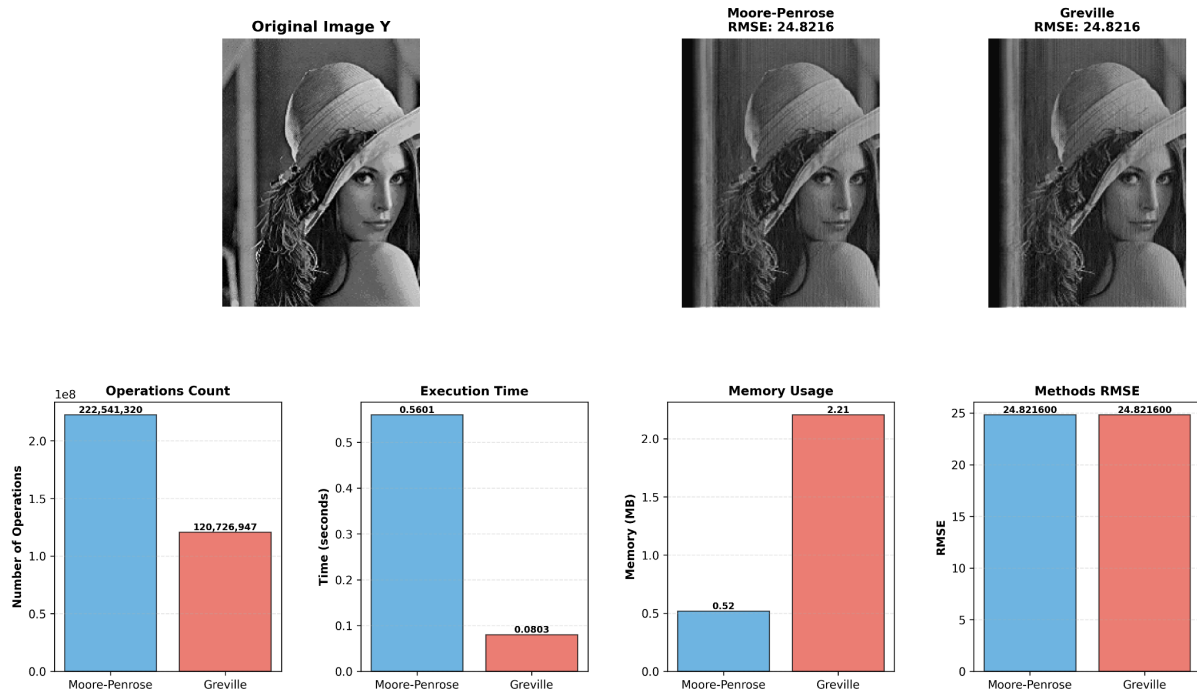 Original Image Y
Moore-Penrose
RMSE: 24.8216
Greville
RMSE: 24.8216
Operations Count
1e8
Number of Operations
2.0
1.5
1.0
0.5
0.0
222,541,320
120,726,947
Moore-Penrose
Greville
Execution Time
Time (seconds)
0.5
0.4
0.3
0.2
0.1
0.0
0.5601
0.0803
Moore-Penrose
Greville
Memory Usage
Memory (MB)
2.0
1.5
1.0
0.5
0.0
0.52
2.21
Moore-Penrose
Greville
Methods RMSE
RMSE
25
20
15
10
5
0
24.821600
24.821600
Moore-Penrose
Greville